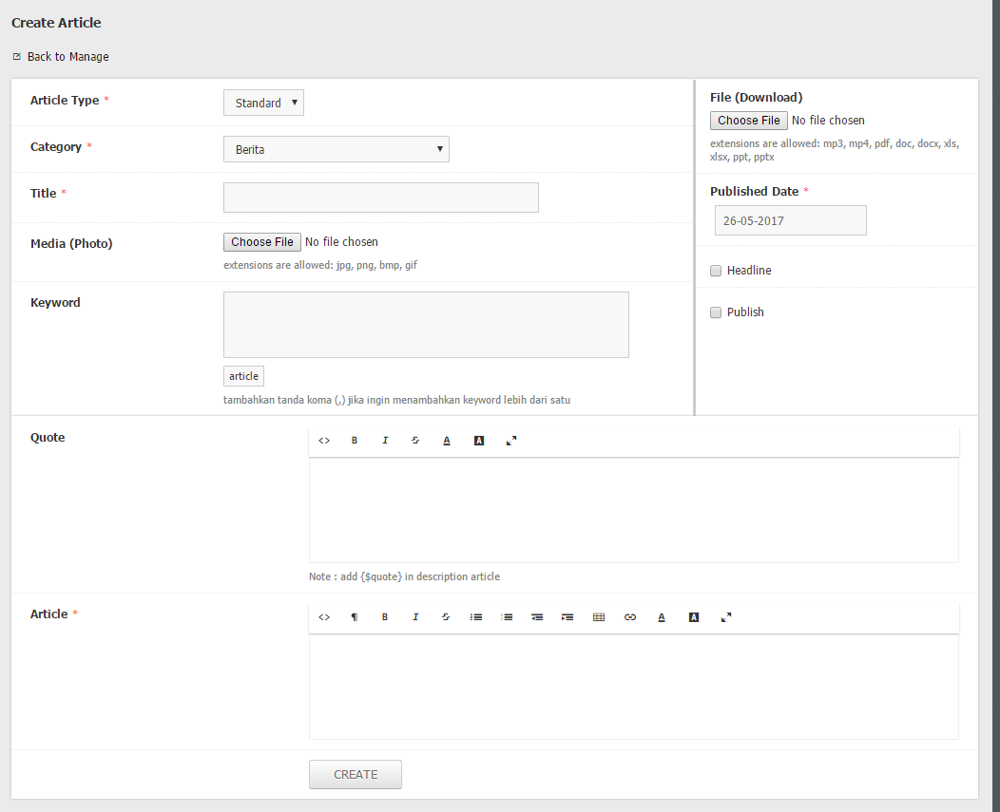 Create Article
Back to Manage
Article Type *
Standard
Category *
Berita
Title *
Media (Photo)
Choose File No file chosen
extensions are allowed: jpg, png, bmp, gif
Keyword
article
tambahkan tanda koma (,) jika ingin menambahkan keyword lebih dari satu
File (Download)
Choose File No file chosen
extensions are allowed: mp3, mp4, pdf, doc, docx, xls,
xlsx, ppt, pptx
Published Date *
26-05-2017
Headline
Publish
Quote
<> B I S A A
Note : add {$quote} in description article
Article *
<> ¶ B I S A A
CREATE